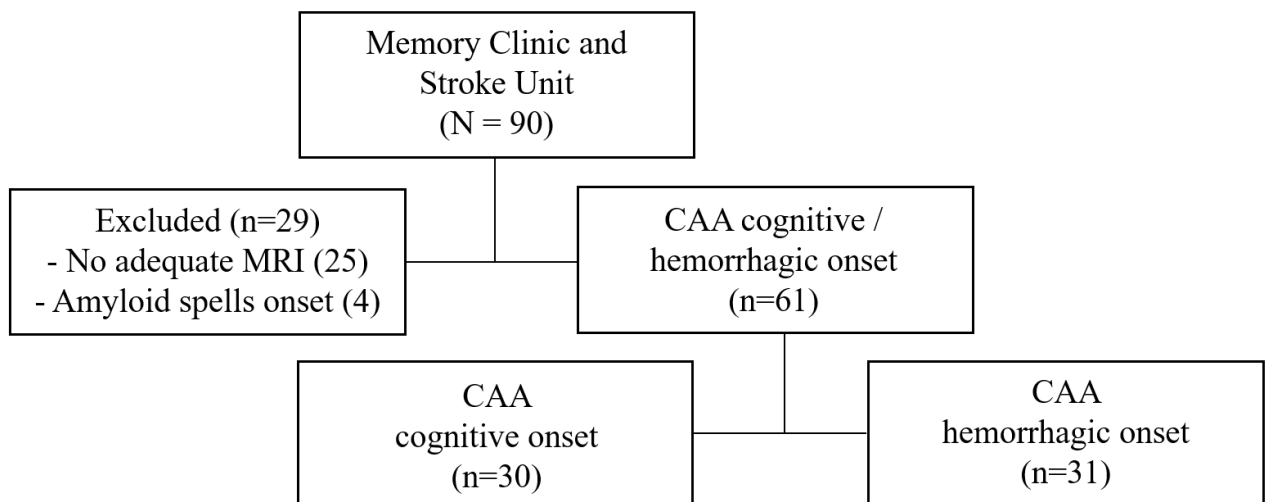 Memory Clinic and
Stroke Unit
(N = 90)
Excluded (n=29)
- No adequate MRI (25)
- Amyloid spells onset (4)
CAA cognitive /
hemorrhagic onset
(n=61)
CAA
cognitive onset
(n=30)
CAA
hemorrhagic onset
(n=31)